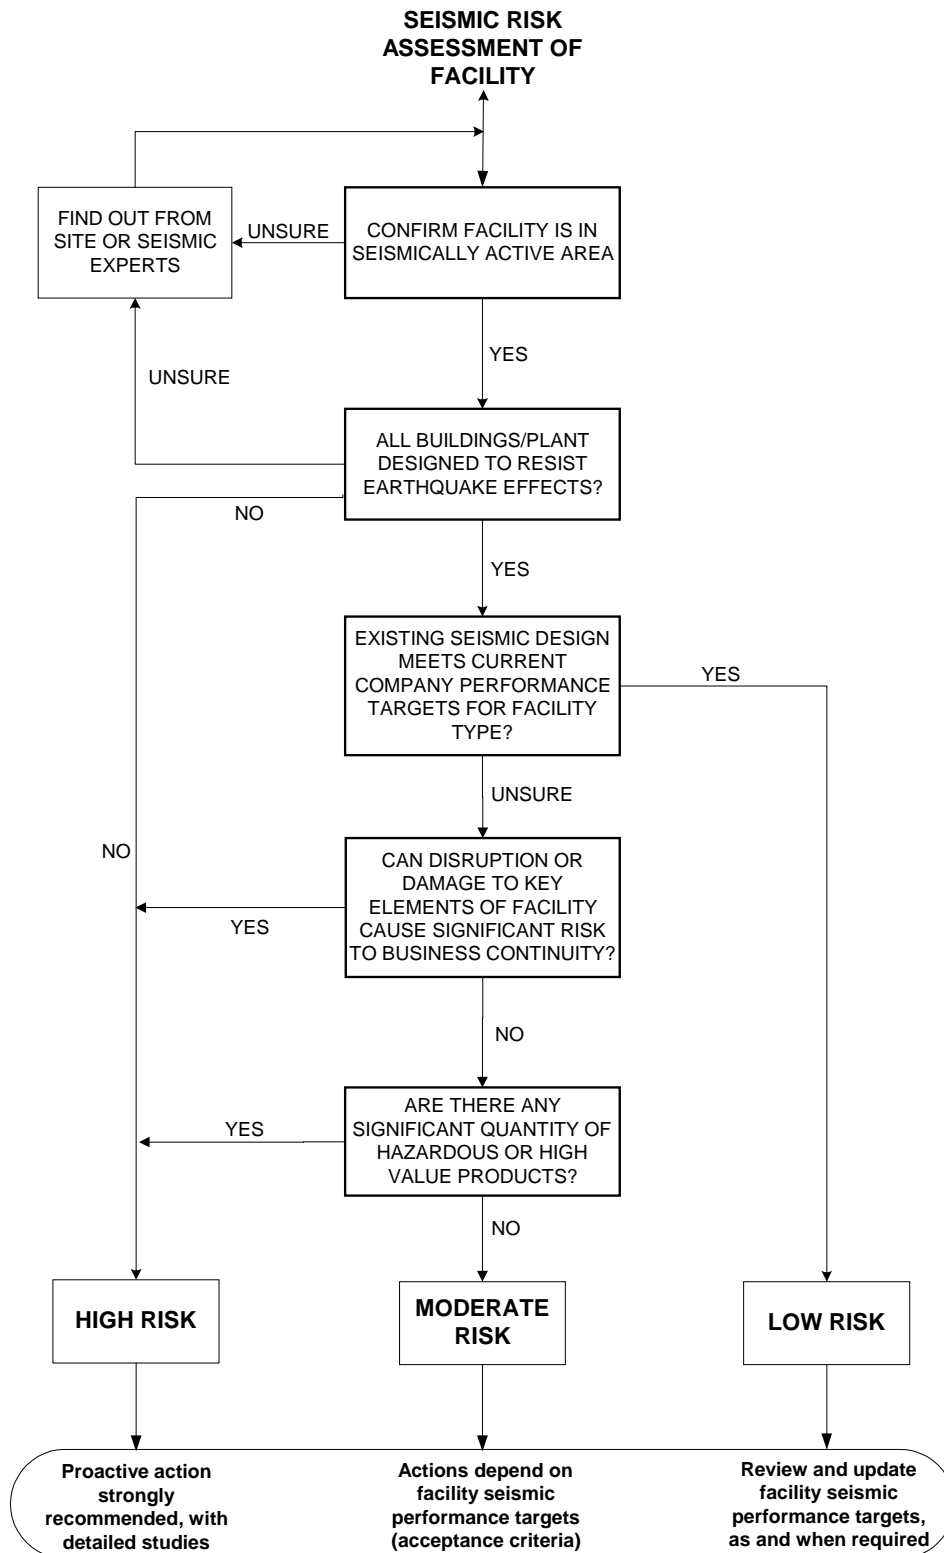 SEISMIC RISK
ASSESSMENT OF
FACILITY
FIND OUT FROM
SITE OR SEISMIC
EXPERTS
UNSURE
CONFIRM FACILITY IS IN
SEISMICALLY ACTIVE AREA
YES
UNSURE
ALL BUILDINGS/PLANT
DESIGNED TO RESIST
EARTHQUAKE EFFECTS?
NO
YES
EXISTING SEISMIC DESIGN
MEETS CURRENT
COMPANY PERFORMANCE
TARGETS FOR FACILITY
TYPE?
YES
UNSURE
NO
CAN DISRUPTION OR
DAMAGE TO KEY
ELEMENTS OF FACILITY
CAUSE SIGNIFICANT RISK
TO BUSINESS CONTINUITY?
YES
NO
ARE THERE ANY
SIGNIFICANT QUANTITY OF
HAZARDOUS OR HIGH
VALUE PRODUCTS?
YES
NO
HIGH RISK
MODERATE
RISK
LOW RISK
Proactive action
strongly
recommended, with
detailed studies
Actions depend on
facility seismic
performance targets
(acceptance criteria)
Review and update
facility seismic
performance targets,
as and when required